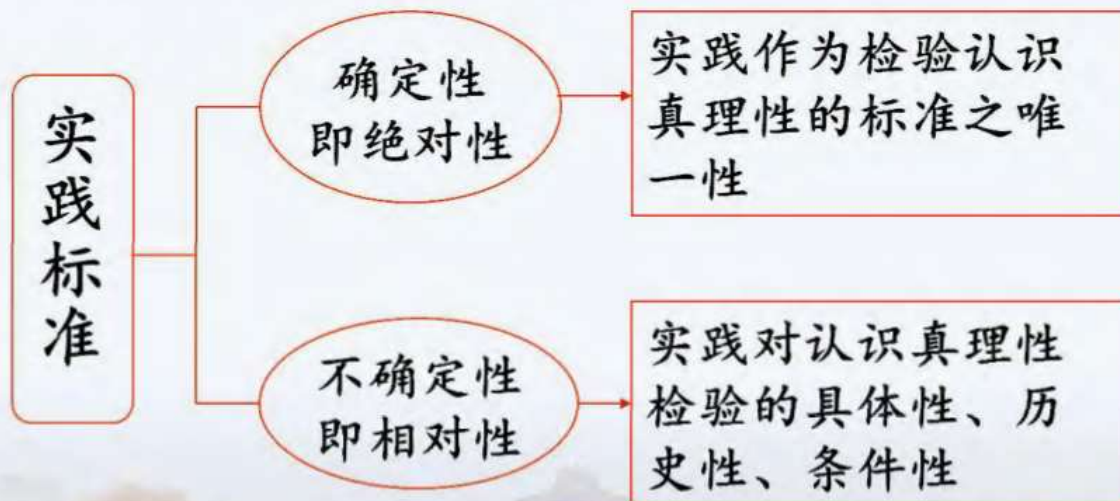 实践标准
确定性
即绝对性
实践作为检验认识
真理性的标准之唯
一性
不确定性
即相对性
实践对认识真理性
检验的具体性、历
史性、条件性